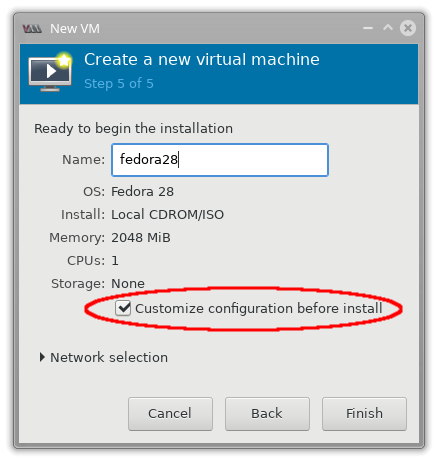 New VM
Create a new virtual machine
Step 5 of 5
Ready to begin the installation
Name: fedora28
OS: Fedora 28
Install: Local CDROM/ISO
Memory: 2048 MiB
CPUs: 1
Storage: None
Customize configuration before install
Network selection
Cancel Back Finish